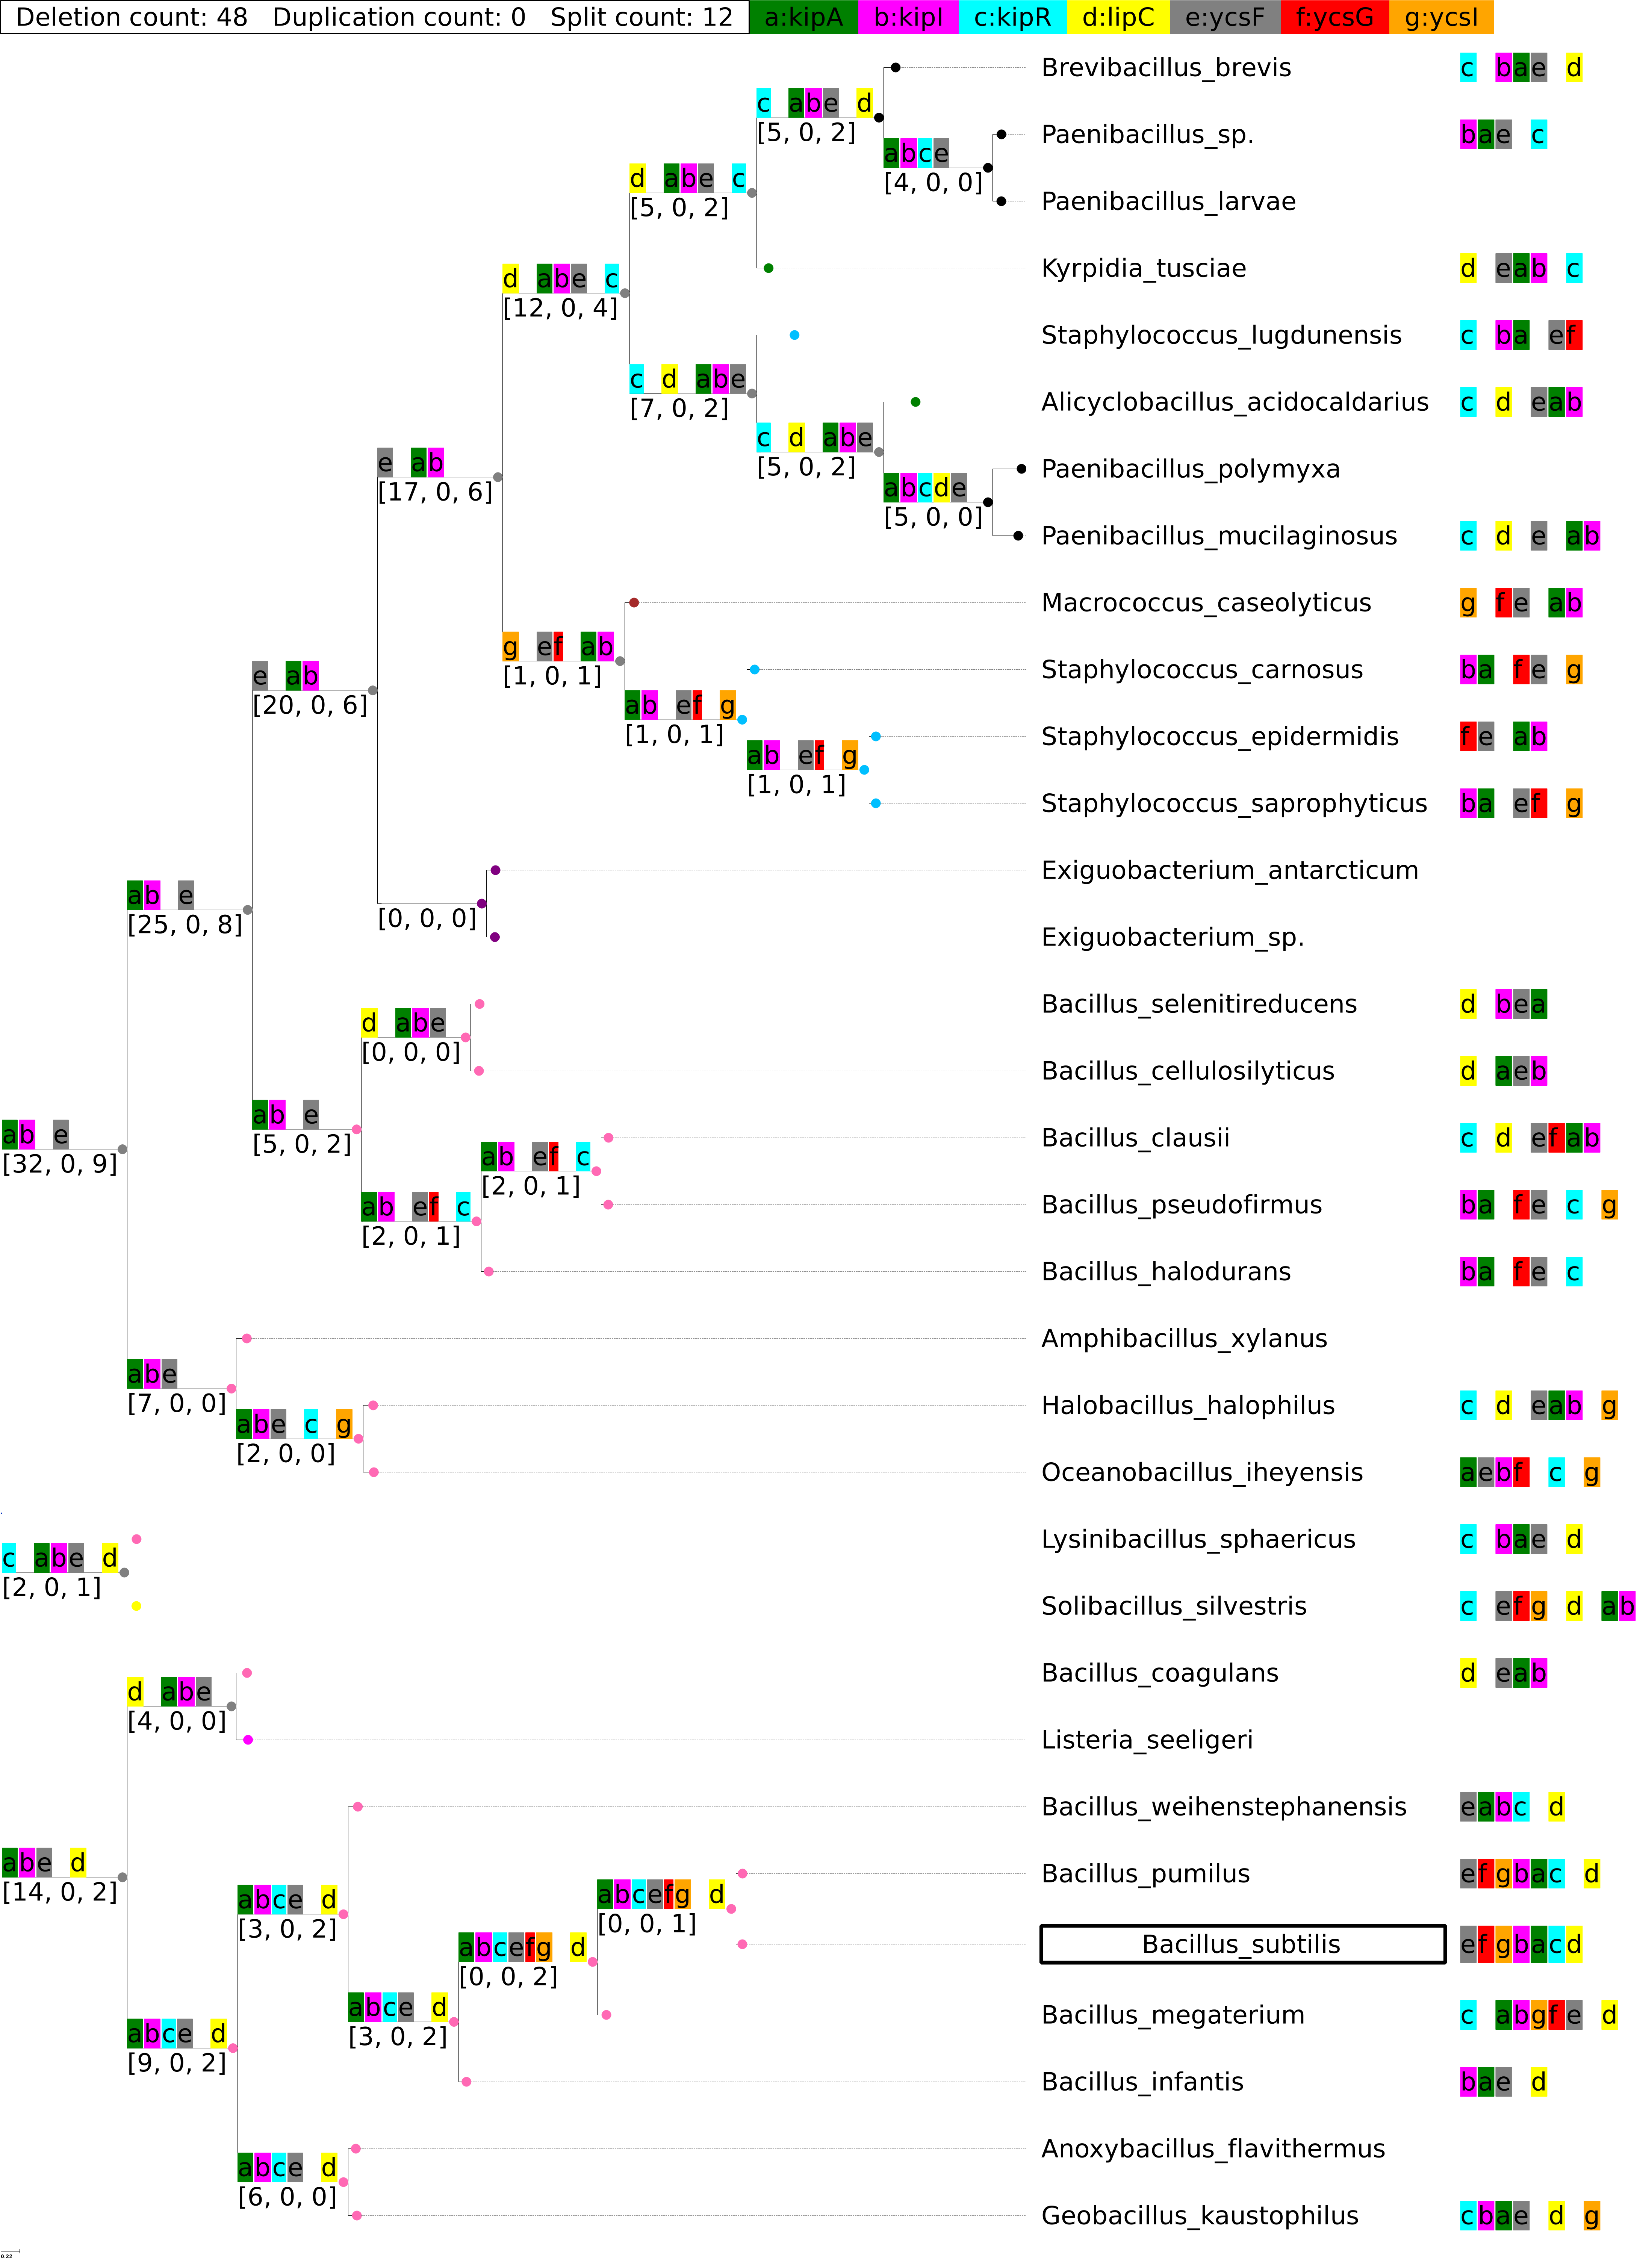 Deletion count: 48 Duplication count: 0 Split count: 12 a:kipA b:kipI c:kipR d:lipC e:ycsF f:ycsG g:ycsI
Brevibacillus_brevis c bae d
c abe d
[5, 0, 2]
Paenibacillus_sp. bae c
abce
[4, 0, 0]
d abe c
[5, 0, 2]
Paenibacillus_larvae
Kyrpidia_tusciae d eab c
d abe c
[12, 0, 4]
Staphylococcus_lugdunensis c ba ef
c d abe
[7, 0, 2]
Alicyclobacillus_acidocaldarius c d eab
c d abe
[5, 0, 2]
Paenibacillus_polymyxa
e ab
[17, 0, 6]
abcde
[5, 0, 0]
Paenibacillus_mucilaginosus c d e ab
Macrococcus_caseolyticus g fe ab
g ef ab
[1, 0, 1]
Staphylococcus_carnosus ba fe g
e ab
[20, 0, 6]
ab ef g
[1, 0, 1]
Staphylococcus_epidermidis fe ab
ab ef g
[1, 0, 1]
Staphylococcus_saprophyticus ba ef g
Exiguobacterium_antarcticum
ab e
[25, 0, 8]
[0, 0, 0]
Exiguobacterium_sp.
Bacillus_selenitireducens d bea
d abe
[0, 0, 0]
Bacillus_cellulosilyticus d aeb
ab e
[5, 0, 2]
Bacillus_clausii c d efab
ab e
[32, 0, 9]
ab ef c
[2, 0, 1]
Bacillus_pseudofirmus ba fe c g
ab ef c
[2, 0, 1]
Bacillus_halodurans ba fe c
Amphibacillus_xylanus
abe
[7, 0, 0]
Halobacillus_halophilus c d eab g
abe c g
[2, 0, 0]
Oceanobacillus_iheyensis aebf c g
Lysinibacillus_sphaericus c bae d
c abe d
[2, 0, 1]
Solibacillus_silvestris c efg d ab
Bacillus_coagulans d eab
d abe
[4, 0, 0]
Listeria_seeligeri
Bacillus_weihenstephanensis eabc d
abe d
[14, 0, 2]
Bacillus_pumilus efgbac d
abcefg d
[0, 0, 1]
abce d
[3, 0, 2]
Bacillus_subtilis efgbacd
abcefg d
[0, 0, 2]
Bacillus_megaterium c abgfe d
abce d
[3, 0, 2]
abce d
[9, 0, 2]
Bacillus_infantis bae d
Anoxybacillus_flavithermus
abce d
[6, 0, 0]
Geobacillus_kaustophilus cbae d g
0.22